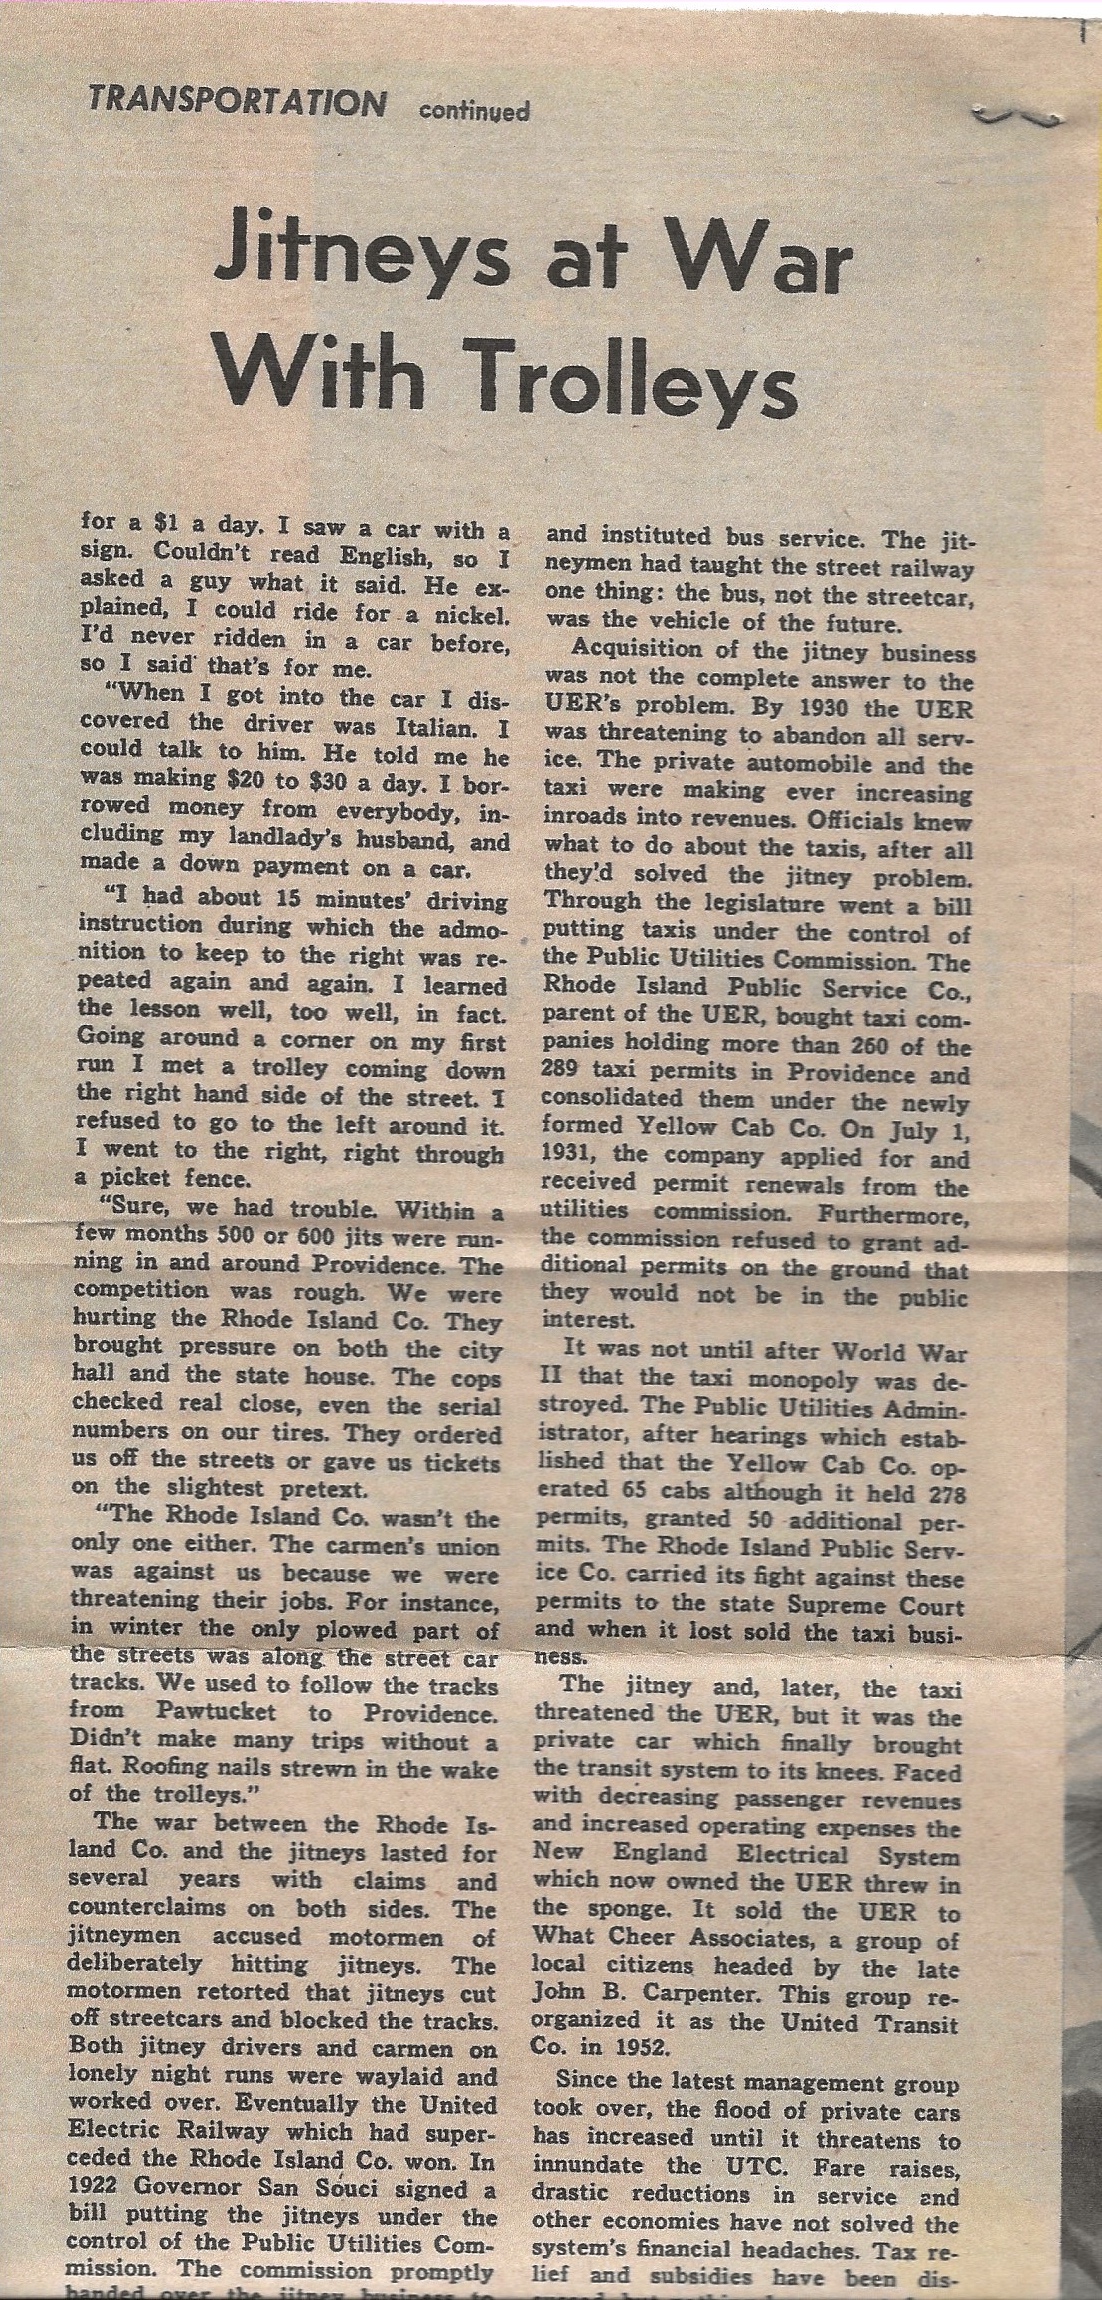 TRANSPORTATION continued
Jitneys at War
With Trolleys
for a $1 a day. I saw a car with a
sign. Couldn't read English, so I
asked a guy what it said. He ex-
plained, I could ride for a nickel.
I'd never ridden in a car before,
so I said that's for me.
"When I got into the car I dis-
covered the driver was Italian. I
could talk to him. He told me he
was making $20 to $30 a day. I bor-
rowed money from everybody, in-
cluding my landlady's husband, and
made a down payment on a car.
"I had about 15 minutes' driving
instruction during which the admo-
nition to keep to the right was re-
peated again and again. I learned
the lesson well, too well, in fact.
Going around a corner on my first
run I met a trolley coming down
the right hand side of the street. I
refused to go to the left around it.
I went to the right, right through
a picket fence.
"Sure, we had trouble. Within a
few months 500 or 600 jits were run-
ning in and around Providence. The
competition was rough. We were
hurting the Rhode Island Co. They
brought pressure on both the city
hall and the state house. The cops
checked real close, even the serial
numbers on our tires. They ordered
us off the streets or gave us tickets
on the slightest pretext.
"The Rhode Island Co. wasn't the
only one either. The carmen's union
was against us because we were
threatening their jobs. For instance,
in winter the only plowed part of
the streets was along the street car
tracks. We used to follow the tracks
from Pawtucket to Providence.
Didn't make many trips without a
flat. Roofing nails strewn in the wake
of the trolleys."
The war between the Rhode Is-
land Co. and the jitneys lasted for
several years with claims and
counterclaims on both sides. The
jitneymen accused motormen of
deliberately hitting jitneys. The
motormen retorted that jitneys cut
off streetcars and blocked the tracks.
Both jitney drivers and carmen on
lonely night runs were waylaid and
worked over. Eventually the United
Electric Railway which had super-
ceded the Rhode Island Co. won. In
1922 Governor San Souci signed a
bill putting the jitneys under the
control of the Public Utilities Com-
mission. The commission promptly
handed over the jitney business to
and instituted bus service. The jit-
neymen had taught the street railway
one thing: the bus, not the streetcar,
was the vehicle of the future.
Acquisition of the jitney business
was not the complete answer to the
UER's problem. By 1930 the UER
was threatening to abandon all serv-
ice. The private automobile and the
taxi were making ever increasing
inroads into revenues. Officials knew
what to do about the taxis, after all
they'd solved the jitney problem.
Through the legislature went a bill
putting taxis under the control of
the Public Utilities Commission. The
Rhode Island Public Service Co.,
parent of the UER, bought taxi com-
panies holding more than 260 of the
289 taxi permits in Providence and
consolidated them under the newly
formed Yellow Cab Co. On July 1,
1931, the company applied for and
received permit renewals from the
utilities commission. Furthermore,
the commission refused to grant ad-
ditional permits on the ground that
they would not be in the public
interest.
It was not until after World War
II that the taxi monopoly was de-
stroyed. The Public Utilities Admin-
istrator, after hearings which estab-
lished that the Yellow Cab Co. op-
erated 65 cabs although it held 278
permits, granted 50 additional per-
mits. The Rhode Island Public Serv-
ice Co. carried its fight against these
permits to the state Supreme Court
and when it lost sold the taxi busi-
ness.
The jitney and, later, the taxi
threatened the UER, but it was the
private car which finally brought
the transit system to its knees. Faced
with decreasing passenger revenues
and increased operating expenses the
New England Electrical System
which now owned the UER threw in
the sponge. It sold the UER to
What Cheer Associates, a group of
local citizens headed by the late
John B. Carpenter. This group re-
organized it as the United Transit
Co. in 1952.
Since the latest management group
took over, the flood of private cars
has increased until it threatens to
innundate the UTC. Fare raises,
drastic reductions in service and
other economies have not solved the
system's financial headaches. Tax re-
lief and subsidies have been dis-